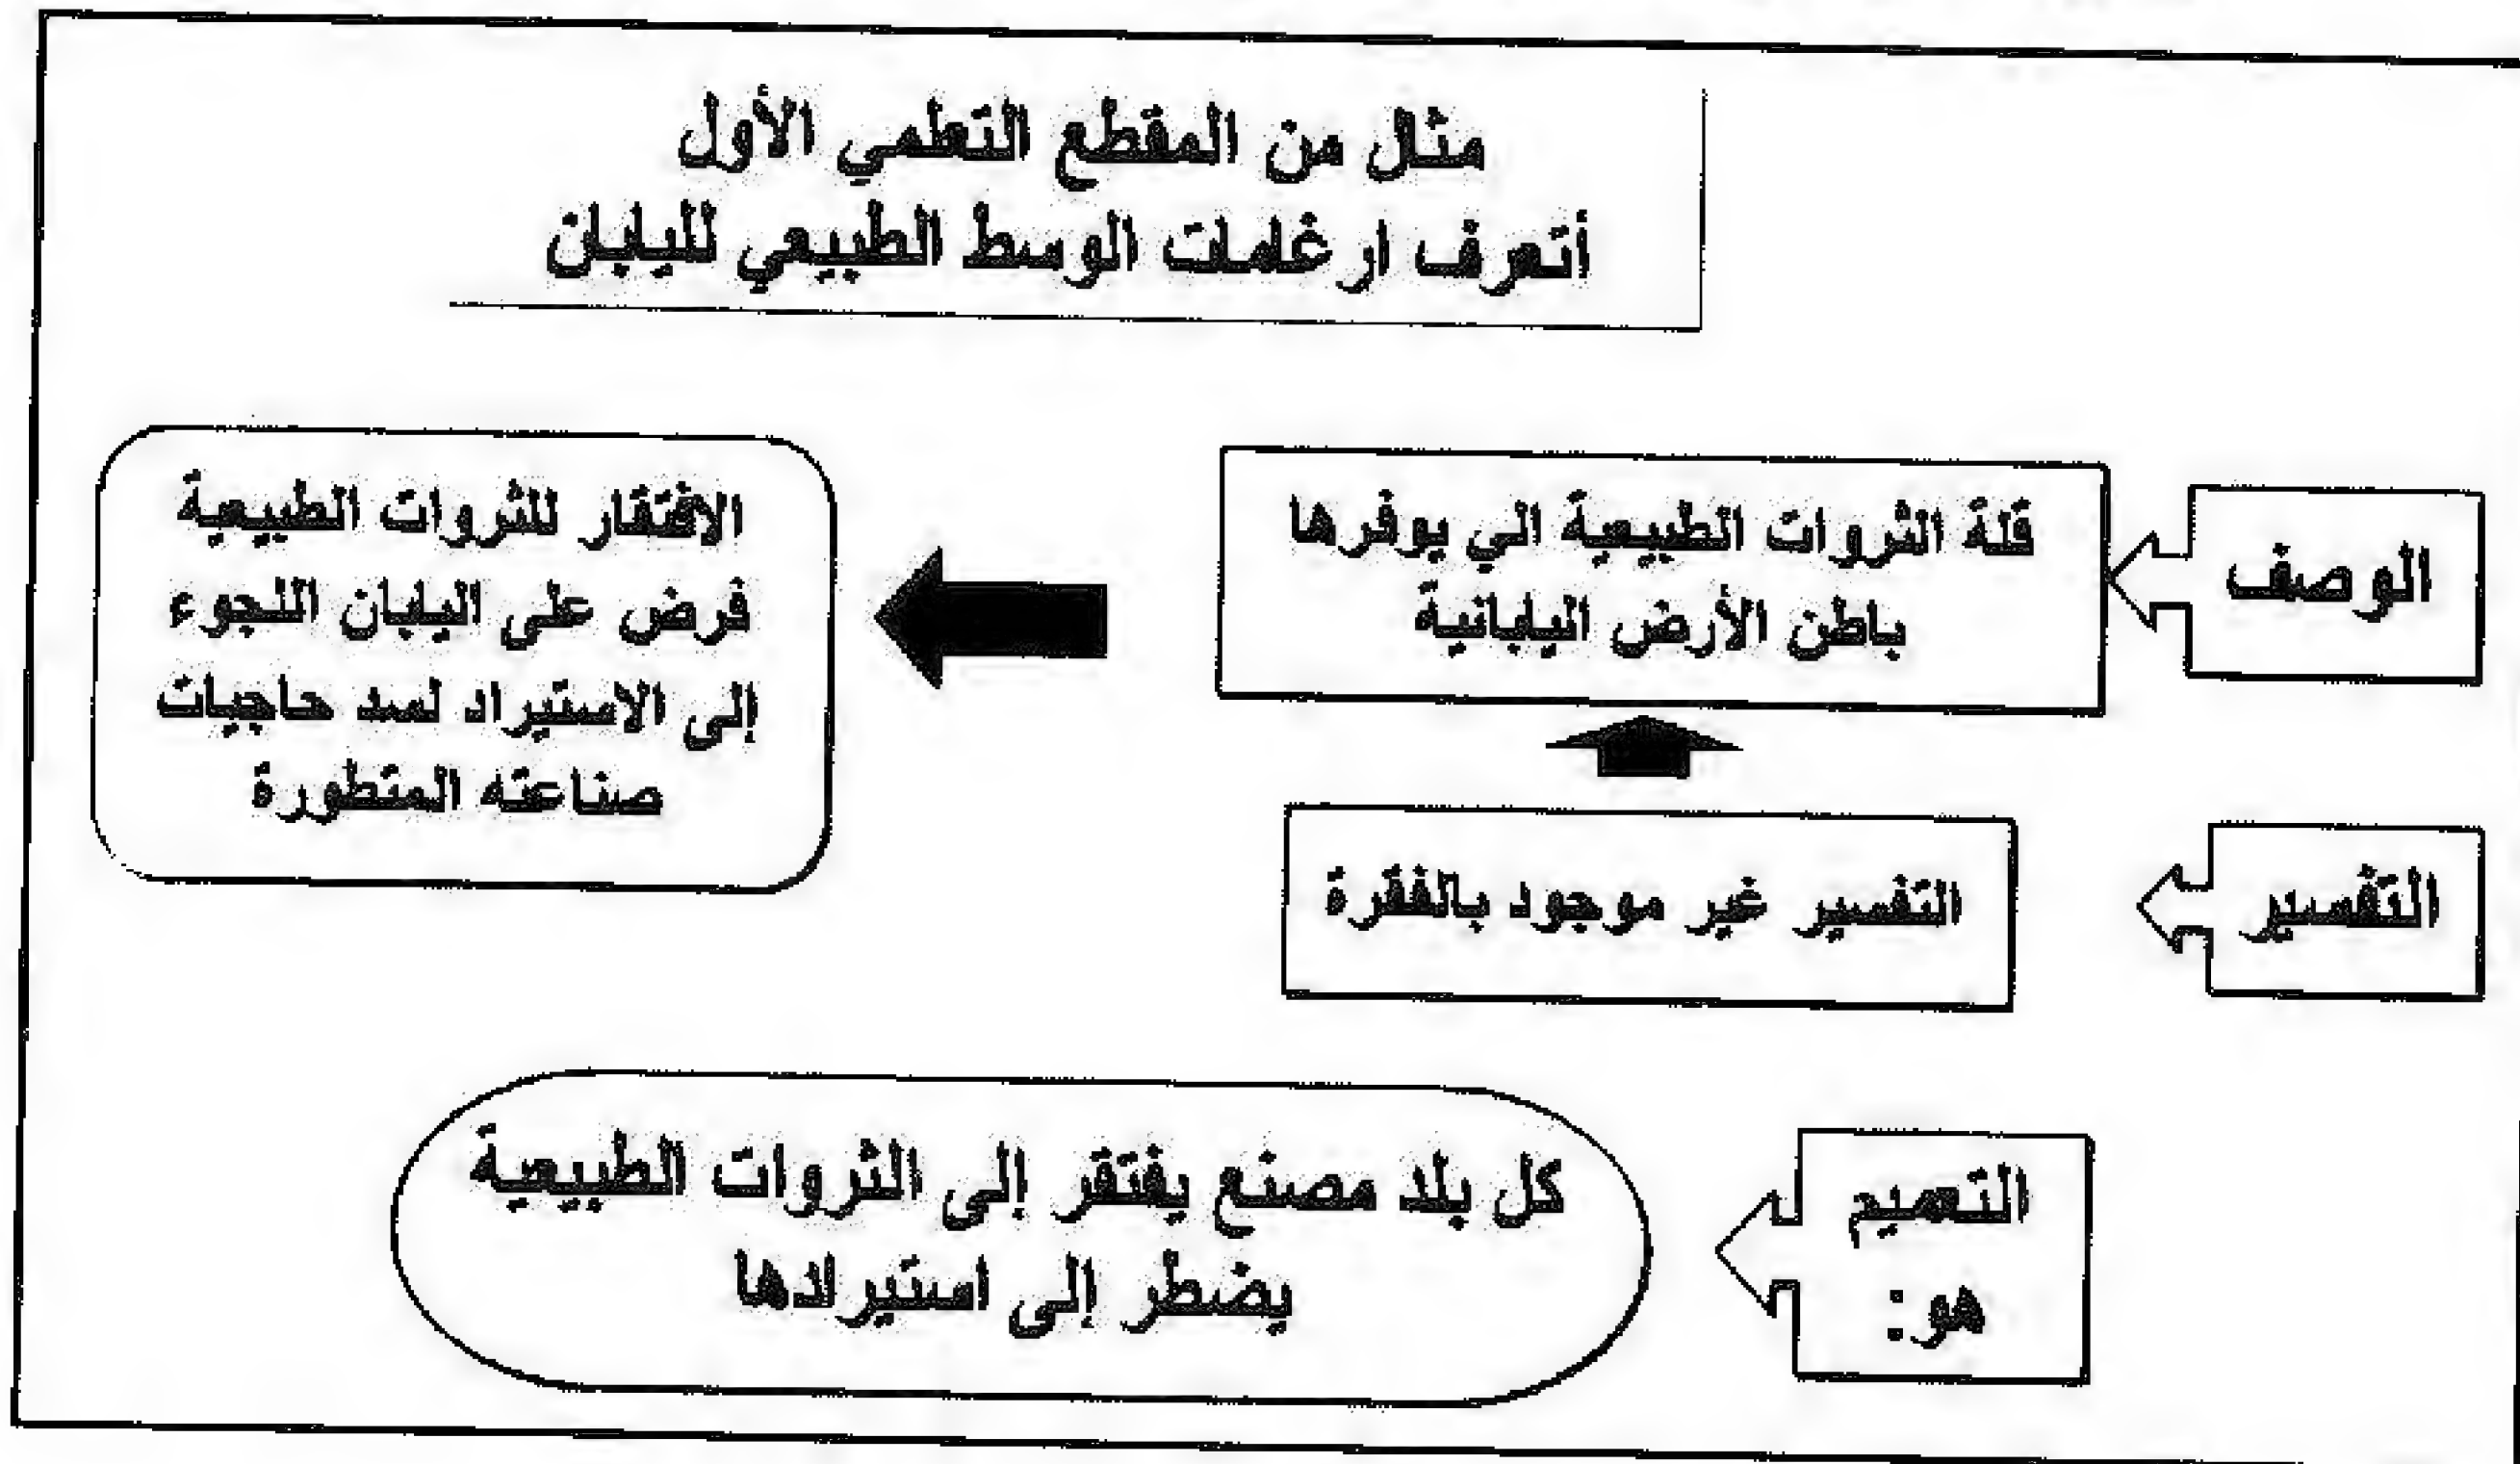 مثال من المقطع التعلمي الأول
أتعرف ارغامات الوسط الطبيعي لليابان
الوصف
قلة الثروات الطبيعية الي يوفرها
باطن الأرض اليابانية
الافتقار للثروات الطبيعية
فرض على اليابان اللجوء
إلى الاستيراد لسد حاجيات
صناعته المتطورة
التفسير
التفسير غير موجود بالفقرة
التعميم
هو:
كل بلد مصنع يفتقر إلى الثروات الطبيعية
يضطر إلى استيرادها